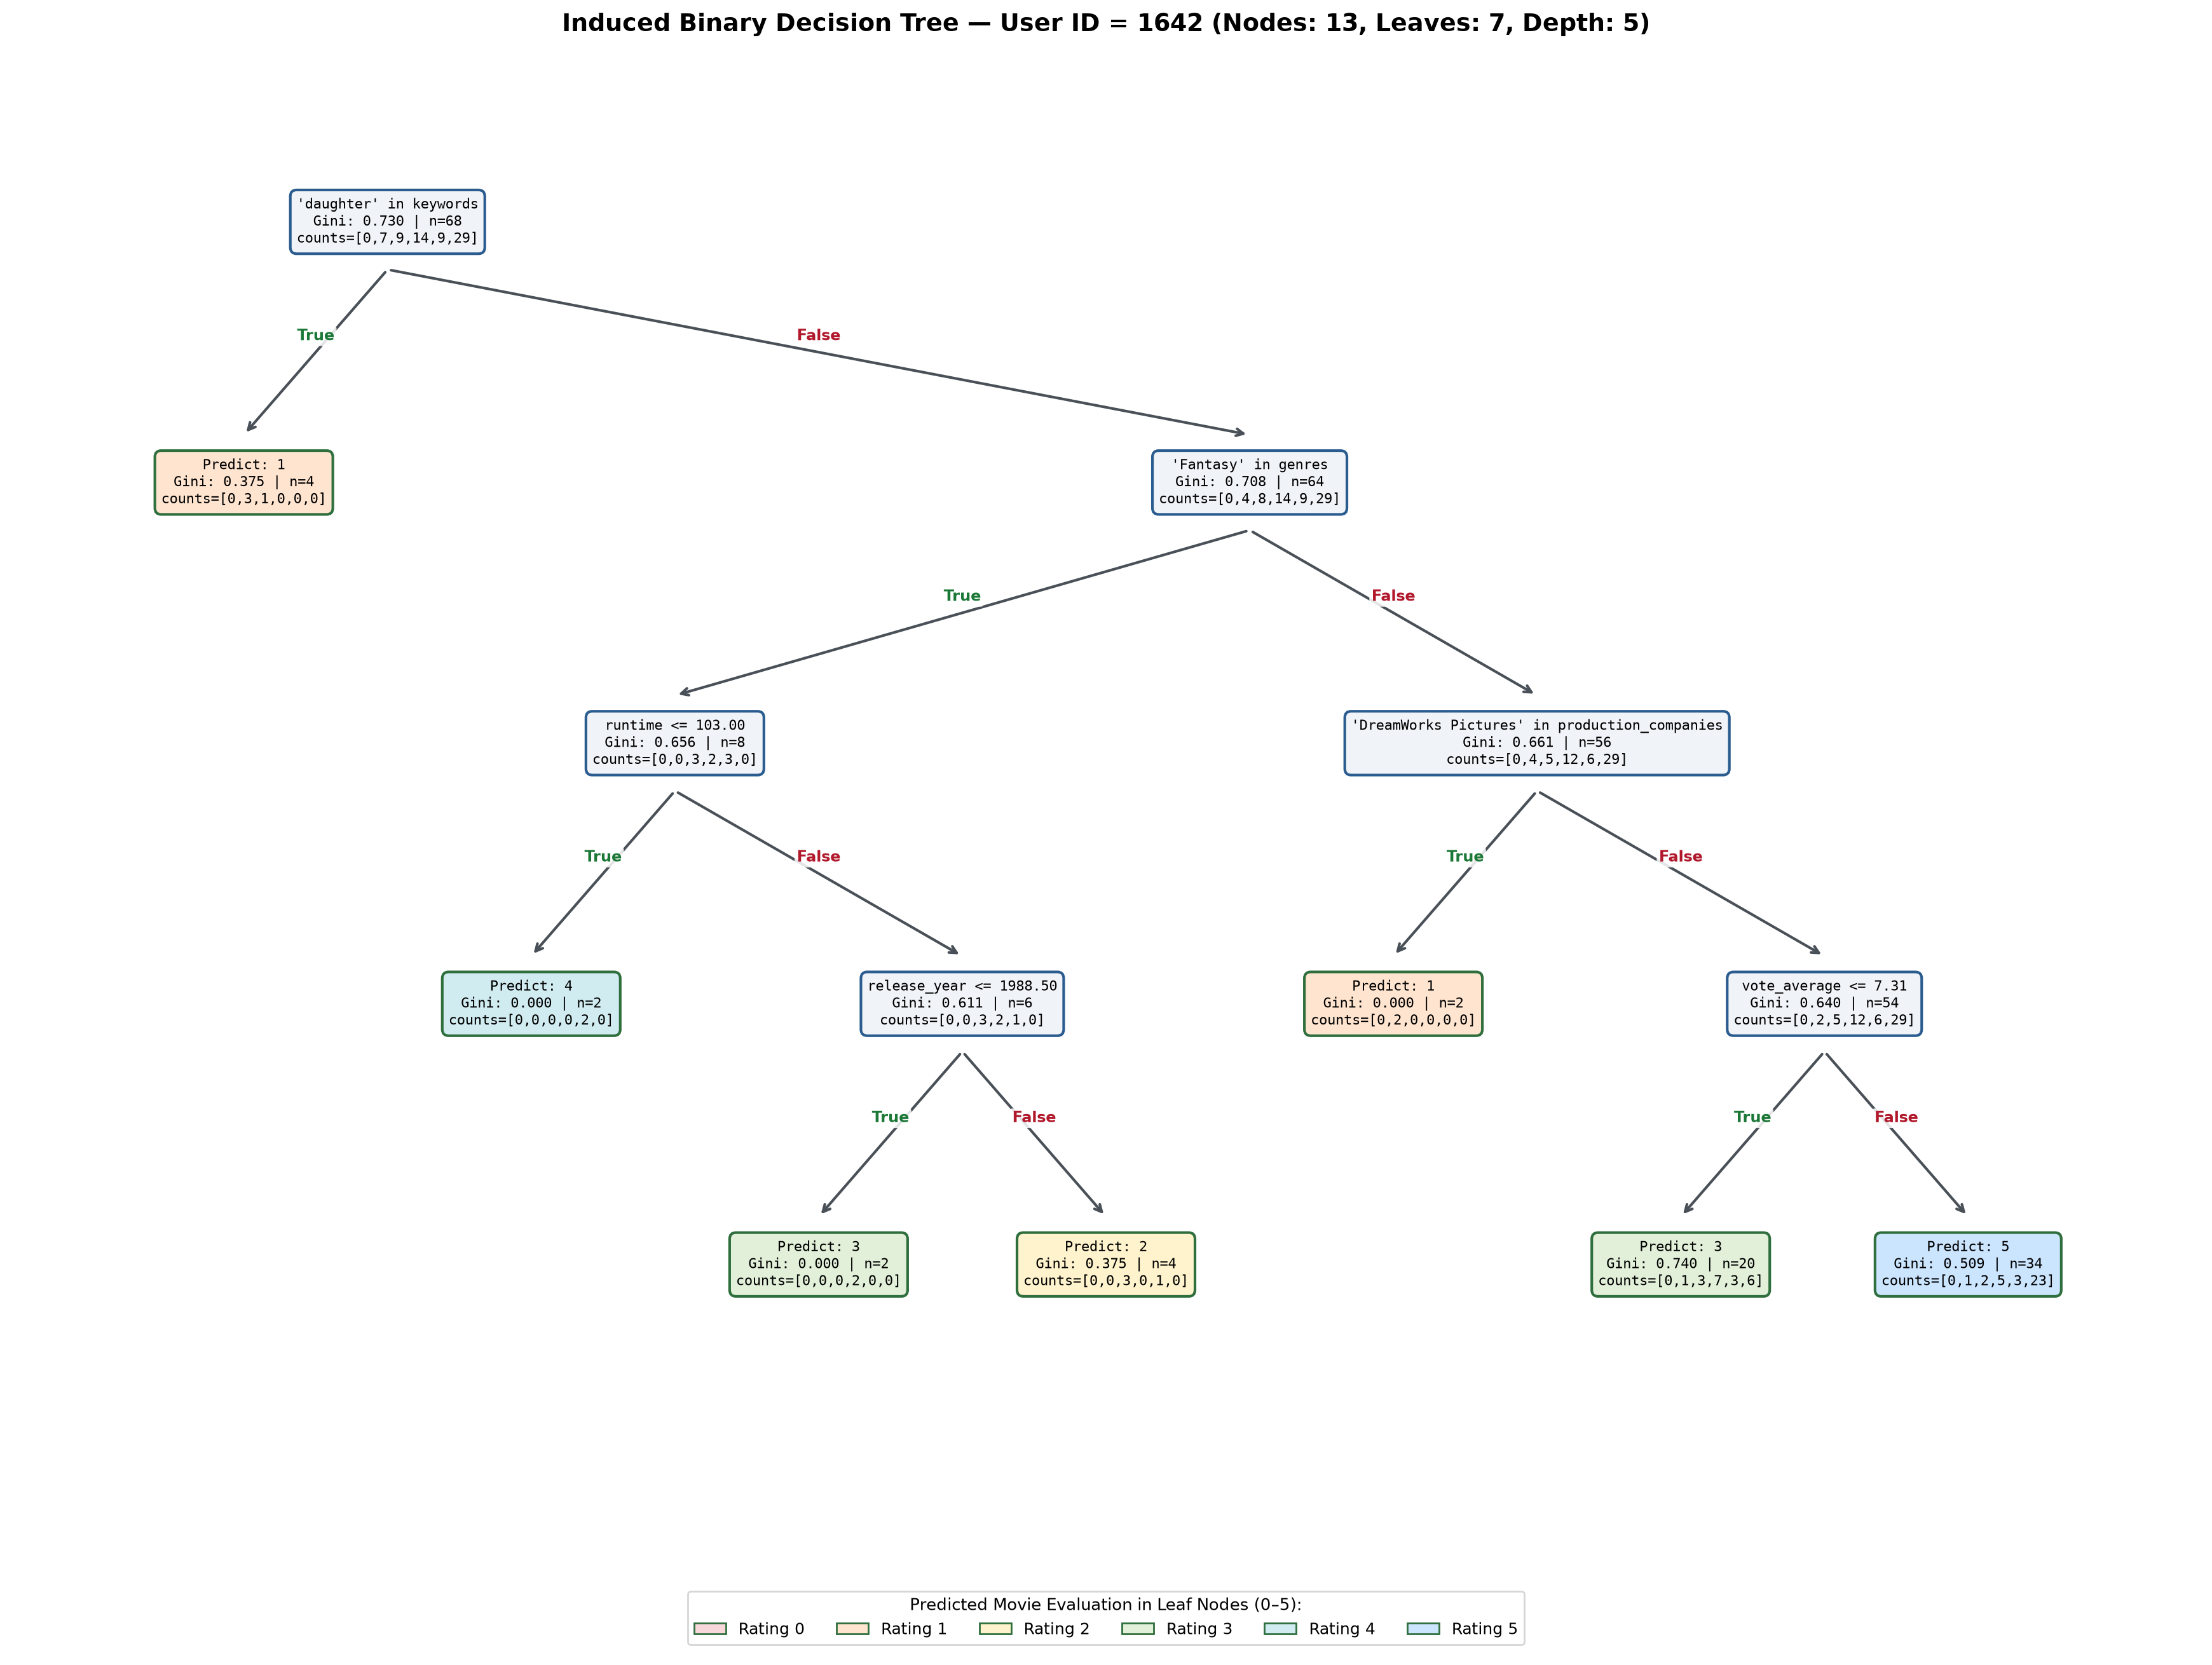 Induced Binary Decision Tree — User ID = 1642 (Nodes: 13, Leaves: 7, Depth: 5)
'daughter' in keywords
Gini: 0.730 | n=68
counts=[0,7,9,14,9,29]
True
False
Predict: 1
Gini: 0.375 | n=4
counts=[0,3,1,0,0,0]
'Fantasy' in genres
Gini: 0.708 | n=64
counts=[0,4,8,14,9,29]
True
False
runtime <= 103.00
Gini: 0.656 | n=8
counts=[0,0,3,2,3,0]
'DreamWorks Pictures' in production_companies
Gini: 0.661 | n=56
counts=[0,4,5,12,6,29]
True
False
True
False
Predict: 4
Gini: 0.000 | n=2
counts=[0,0,0,0,2,0]
release_year <= 1988.50
Gini: 0.611 | n=6
counts=[0,0,3,2,1,0]
Predict: 1
Gini: 0.000 | n=2
counts=[0,2,0,0,0,0]
vote_average <= 7.31
Gini: 0.640 | n=54
counts=[0,2,5,12,6,29]
True
False
True
False
Predict: 3
Gini: 0.000 | n=2
counts=[0,0,0,2,0,0]
Predict: 2
Gini: 0.375 | n=4
counts=[0,0,3,0,1,0]
Predict: 3
Gini: 0.740 | n=20
counts=[0,1,3,7,3,6]
Predict: 5
Gini: 0.509 | n=34
counts=[0,1,2,5,3,23]
Predicted Movie Evaluation in Leaf Nodes (0–5):
Rating 0
Rating 1
Rating 2
Rating 3
Rating 4
Rating 5